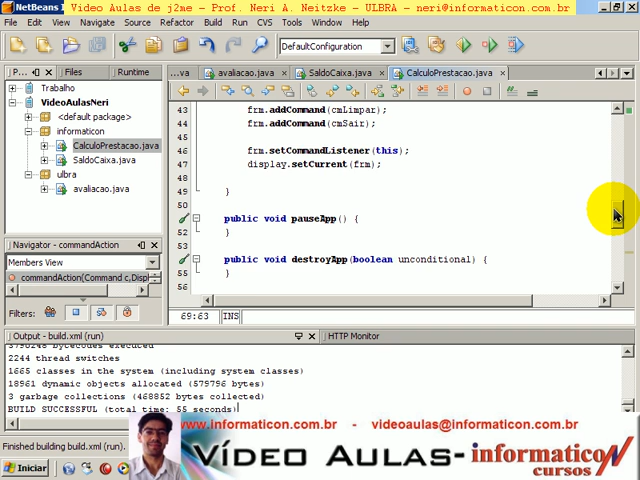 NetBeans
Video Aulas de j2me – Prof. Neri A. Neitzke - ULBRA - neri@informaticon.com.br
File Edit View Navigate Source Refactor Build Run CVS Tools Window Help
DefaultConfiguration
P... Files Runtime
...va avaliacao.java SaldoCaixa.java CalculoPrestacao.java
Trabalho
VideoAulasNeri
<default package>
informaticon
CalculoPrestacao.java
SaldoCaixa.java
ulbra
avaliacao.java
43 frm.addCommand(cmLimpar);
44 frm.addCommand(cmSair);
45
46 frm.setCommandListener(this);
47 display.setCurrent(frm);
48
49 }
50
51 public void pauseApp() {
52 }
53
54 public void destroyApp(boolean unconditional) {
55 }
56
Navigator - commandAction
Members View
commandAction(Command c,Disp
Filters:
69:63 INS
Output - build.xml (run) HTTP Monitor
2244 thread switches
1665 classes in the system (including system classes)
18961 dynamic objects allocated (579796 bytes)
3 garbage collections (468852 bytes collected)
BUILD SUCCESSFUL (total time: 55 seconds)
Finished building build.xml (run).
www.informaticon.com.br - videoaulas@informaticon.com.br
Vídeo Aulas-informaticon
cursos
Iniciar